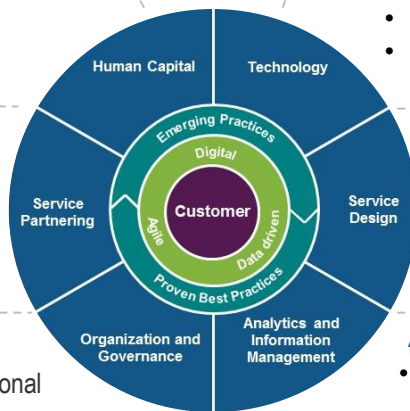 Human Capital
Technology
Emerging Practices
Digital
Service
Partnering
Customer
Service
Design
Agile
Data driven
Proven Best Practices
Organization and
Governance
Analytics and
Information
Management
onal